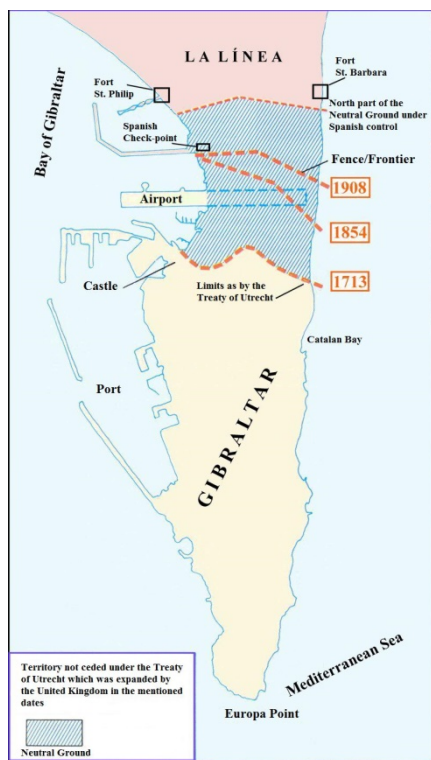 LA LÍNEA
Fort
St. Philip
Fort
St. Barbara
North part of the
Neutral Ground under
Spanish control
Bay of Gibraltar
Spanish
Check-point
Fence/Frontier
1908
Airport
1854
1713
Castle
Limits as by the
Treaty of Utrecht
Catalan Bay
Port
GIBRALTAR
Mediterranean Sea
Territory not ceded under the Treaty
of Utrecht which was expanded by
the United Kingdom in the mentioned
dates
Neutral Ground
Europa Point